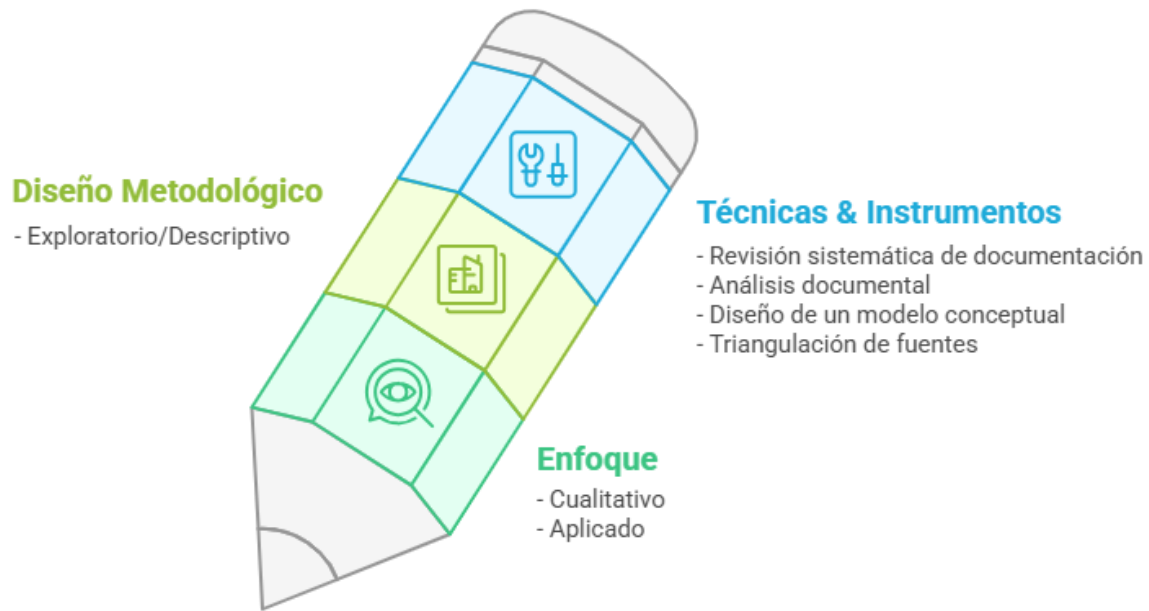 Diseño Metodológico
- Exploratorio/Descriptivo
Técnicas & Instrumentos
- Revisión sistemática de documentación
- Análisis documental
- Diseño de un modelo conceptual
- Triangulación de fuentes
Enfoque
- Cualitativo
- Aplicado